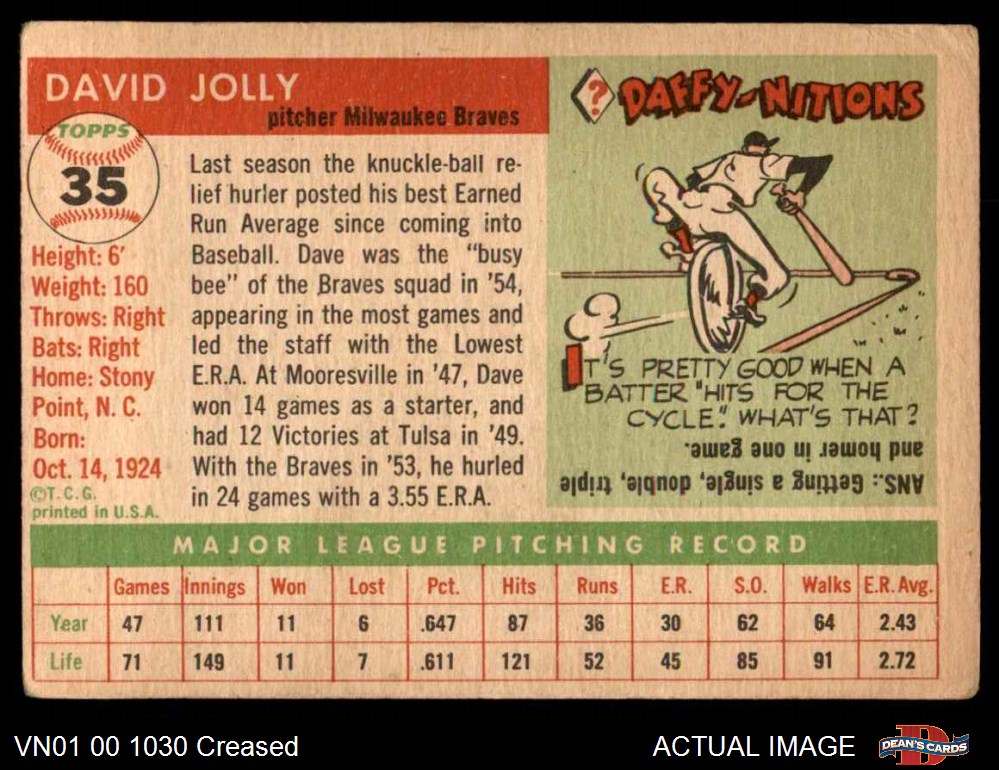 DAVID JOLLY
pitcher Milwaukee Braves
TOPPS
35
Height: 6'
Weight: 160
Throws: Right
Bats: Right
Home: Stony
Point, N. C.
Born:
Oct. 14, 1924
©T.C.G.
printed in U.S.A.
Last season the knuckle-ball re-
lief hurler posted his best Earned
Run Average since coming into
Baseball. Dave was the "busy
bee" of the Braves squad in '54,
appearing in the most games and
led the staff with the Lowest
E.R.A. At Mooresville in '47, Dave
won 14 games as a starter, and
had 12 Victories at Tulsa in '49.
With the Braves in '53, he hurled
in 24 games with a 3.55 E.R.A.
? DAFFY-NITIONS
IT'S PRETTY GOOD WHEN A
BATTER "HITS FOR THE
CYCLE." WHAT'S THAT?
ANS.: Getting a single, double, triple,
and homer in one game.
MAJOR LEAGUE PITCHING RECORD
Games Innings Won Lost Pct. Hits Runs E.R. S.O. Walks E.R. Avg.
Year 47 111 11 6 .647 87 36 30 62 64 2.43
Life 71 149 11 7 .611 121 52 45 85 91 2.72
VN01 00 1030 Creased
ACTUAL IMAGE
DEAN'S CARDS